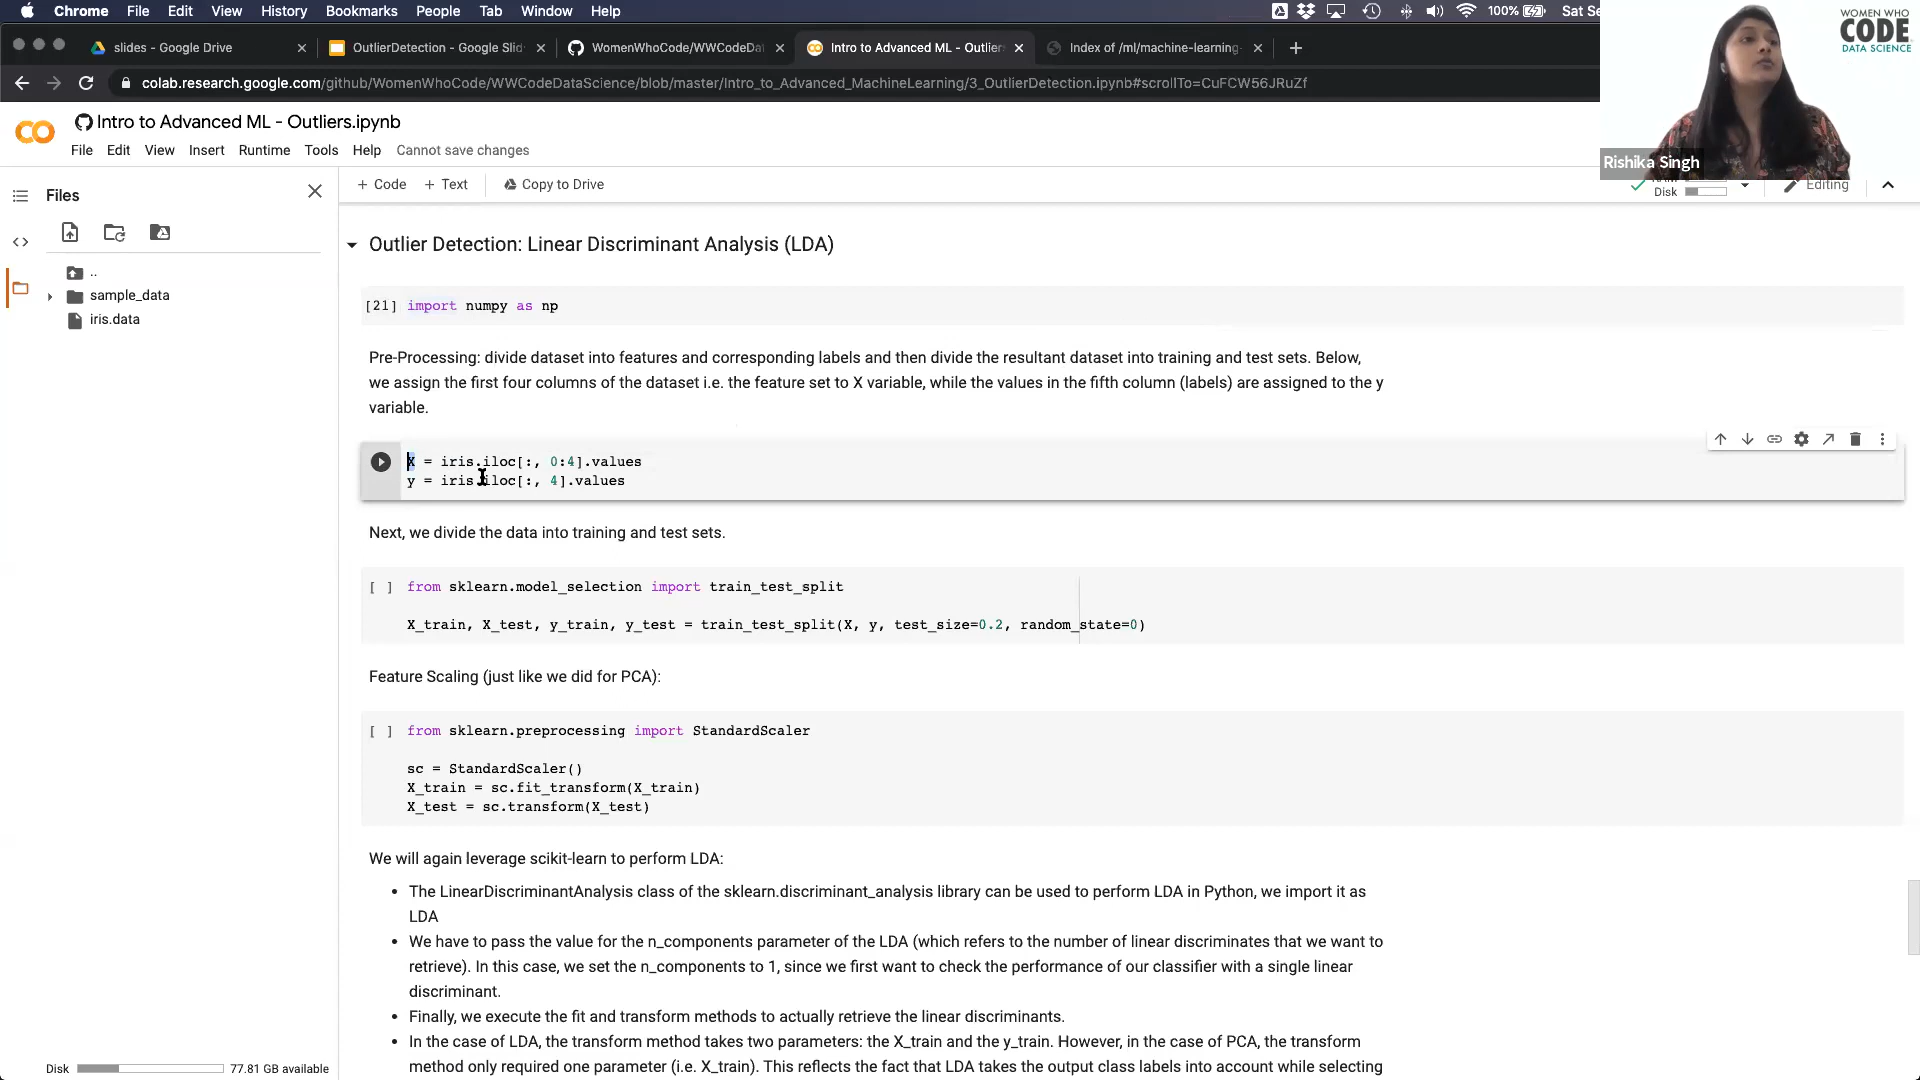 Chrome File Edit View History Bookmarks People Tab Window Help 100% Sat Se
slides - Google Drive OutlierDetection - Google Slid WomenWhoCode/WWCodeDat Intro to Advanced ML - Outlier Index of /ml/machine-learning-
colab.research.google.com/github/WomenWhoCode/WWCodeDataScience/blob/master/Intro_to_Advanced_MachineLearning/3_OutlierDetection.ipynb#scrollTo=CuFCW56JRuZf
WOMEN WHO
CODE
DATA SCIENCE
Rishika Singh
CO Intro to Advanced ML - Outliers.ipynb
File Edit View Insert Runtime Tools Help Cannot save changes
+ Code + Text Copy to Drive
Disk Editing
Files
..
sample_data
iris.data
Outlier Detection: Linear Discriminant Analysis (LDA)
[21] import numpy as np
Pre-Processing: divide dataset into features and corresponding labels and then divide the resultant dataset into training and test sets. Below,
we assign the first four columns of the dataset i.e. the feature set to X variable, while the values in the fifth column (labels) are assigned to the y
variable.
X = iris.iloc[:, 0:4].values
y = iris.iloc[:, 4].values
Next, we divide the data into training and test sets.
[ ] from sklearn.model_selection import train_test_split
X_train, X_test, y_train, y_test = train_test_split(X, y, test_size=0.2, random_state=0)
Feature Scaling (just like we did for PCA):
[ ] from sklearn.preprocessing import StandardScaler
sc = StandardScaler()
X_train = sc.fit_transform(X_train)
X_test = sc.transform(X_test)
We will again leverage scikit-learn to perform LDA:
• The LinearDiscriminantAnalysis class of the sklearn.discriminant_analysis library can be used to perform LDA in Python, we import it as
LDA
• We have to pass the value for the n_components parameter of the LDA (which refers to the number of linear discriminates that we want to
retrieve). In this case, we set the n_components to 1, since we first want to check the performance of our classifier with a single linear
discriminant.
• Finally, we execute the fit and transform methods to actually retrieve the linear discriminants.
• In the case of LDA, the transform method takes two parameters: the X_train and the y_train. However, in the case of PCA, the transform
method only required one parameter (i.e. X_train). This reflects the fact that LDA takes the output class labels into account while selecting
Disk 77.81 GB available